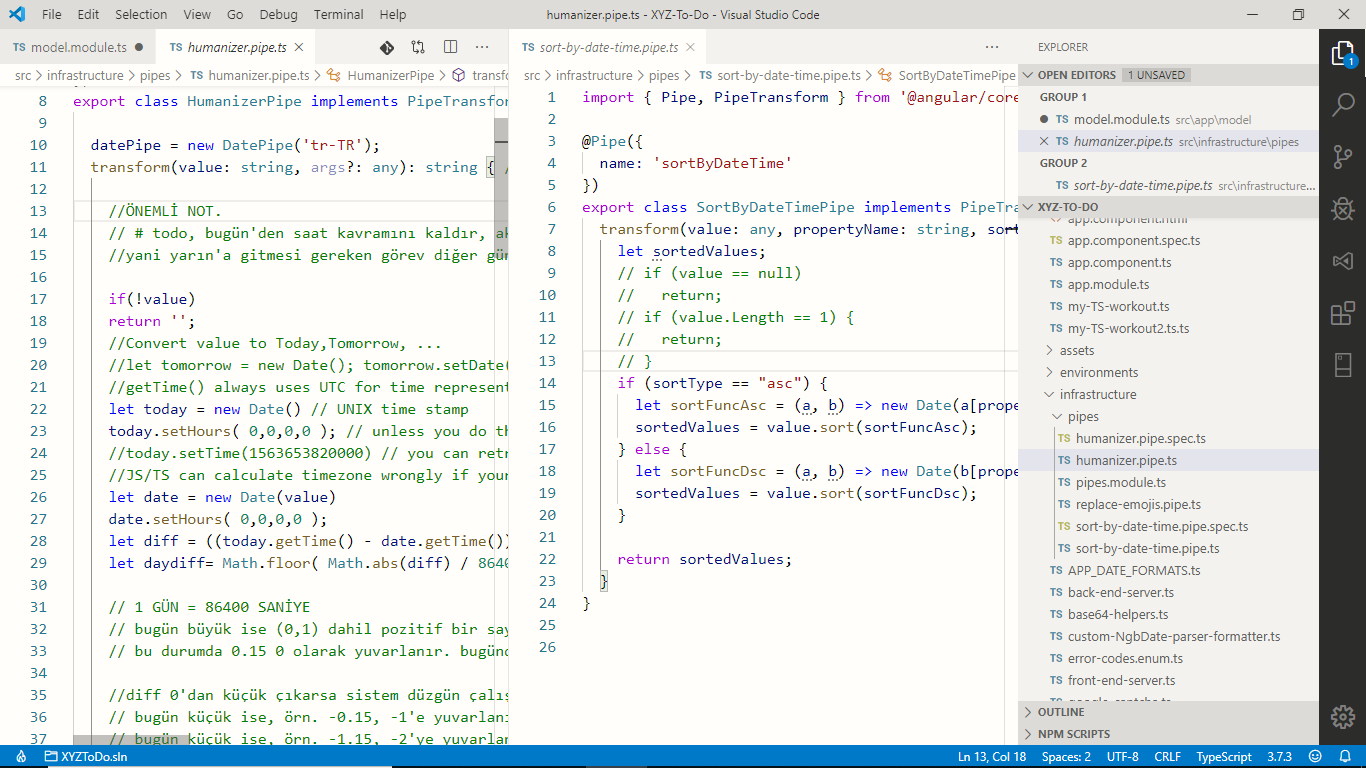 File Edit Selection View Go Debug Terminal Help
humanizer.pipe.ts - XYZ-To-Do - Visual Studio Code
TS model.module.ts
TS humanizer.pipe.ts
src > infrastructure > pipes > TS humanizer.pipe.ts > HumanizerPipe > transfo
8 export class HumanizerPipe implements PipeTransfor
9
10 datePipe = new DatePipe('tr-TR');
11 transform(value: string, args?: any): string { /
12
13 //ÖNEMLİ NOT.
14 // # todo, bugün'den saat kavramını kaldır, ak
15 //yani yarın'a gitmesi gereken görev diğer gün
16
17 if(!value)
18 return '';
19 //Convert value to Today,Tomorrow, ...
20 //let tomorrow = new Date(); tomorrow.setDate(
21 //getTime() always uses UTC for time represent
22 let today = new Date() // UNIX time stamp
23 today.setHours( 0,0,0,0 ); // unless you do th
24 //today.setTime(1563653820000) // you can retr
25 //JS/TS can calculate timezone wrongly if your
26 let date = new Date(value)
27 date.setHours( 0,0,0,0 );
28 let diff = ((today.getTime() - date.getTime())
29 let daydiff= Math.floor( Math.abs(diff) / 8640
30
31 // 1 GÜN = 86400 SANİYE
32 // bugün büyük ise (0,1) dahil pozitif bir say
33 // bu durumda 0.15 0 olarak yuvarlanır. bugünd
34
35 //diff 0'dan küçük çıkarsa sistem düzgün çalış
36 // bugün küçük ise, örn. -0.15, -1'e yuvarlanı
37 // bugün küçük ise, örn. -1.15, -2'ye yuvarlan
TS sort-by-date-time.pipe.ts
src > infrastructure > pipes > TS sort-by-date-time.pipe.ts > SortByDateTimePipe
1 import { Pipe, PipeTransform } from '@angular/core
2
3 @Pipe({
4 name: 'sortByDateTime'
5 })
6 export class SortByDateTimePipe implements PipeTra
7 transform(value: any, propertyName: string, sort
8 let sortedValues;
9 // if (value == null)
10 // return;
11 // if (value.Length == 1) {
12 // return;
13 // }
14 if (sortType == "asc") {
15 let sortFuncAsc = (a, b) => new Date(a[prope
16 sortedValues = value.sort(sortFuncAsc);
17 } else {
18 let sortFuncDsc = (a, b) => new Date(b[prope
19 sortedValues = value.sort(sortFuncDsc);
20 }
21
22 return sortedValues;
23 }
24 }
25
26
EXPLORER
OPEN EDITORS 1 UNSAVED
GROUP 1
TS model.module.ts src\app\model
TS humanizer.pipe.ts src\infrastructure\pipes
GROUP 2
TS sort-by-date-time.pipe.ts src\infrastructure...
XYZ-TO-DO
app.component.html
TS app.component.spec.ts
TS app.component.ts
TS app.module.ts
TS my-TS-workout.ts
TS my-TS-workout2.ts.ts
assets
environments
infrastructure
pipes
TS humanizer.pipe.spec.ts
TS humanizer.pipe.ts
TS pipes.module.ts
TS replace-emojis.pipe.ts
TS sort-by-date-time.pipe.spec.ts
TS sort-by-date-time.pipe.ts
TS APP_DATE_FORMATS.ts
TS back-end-server.ts
TS base64-helpers.ts
TS custom-NgbDate-parser-formatter.ts
TS error-codes.enum.ts
TS front-end-server.ts
OUTLINE
NPM SCRIPTS
1
XYZToDo.sln
Ln 13, Col 18 Spaces: 2 UTF-8 CRLF TypeScript 3.7.3